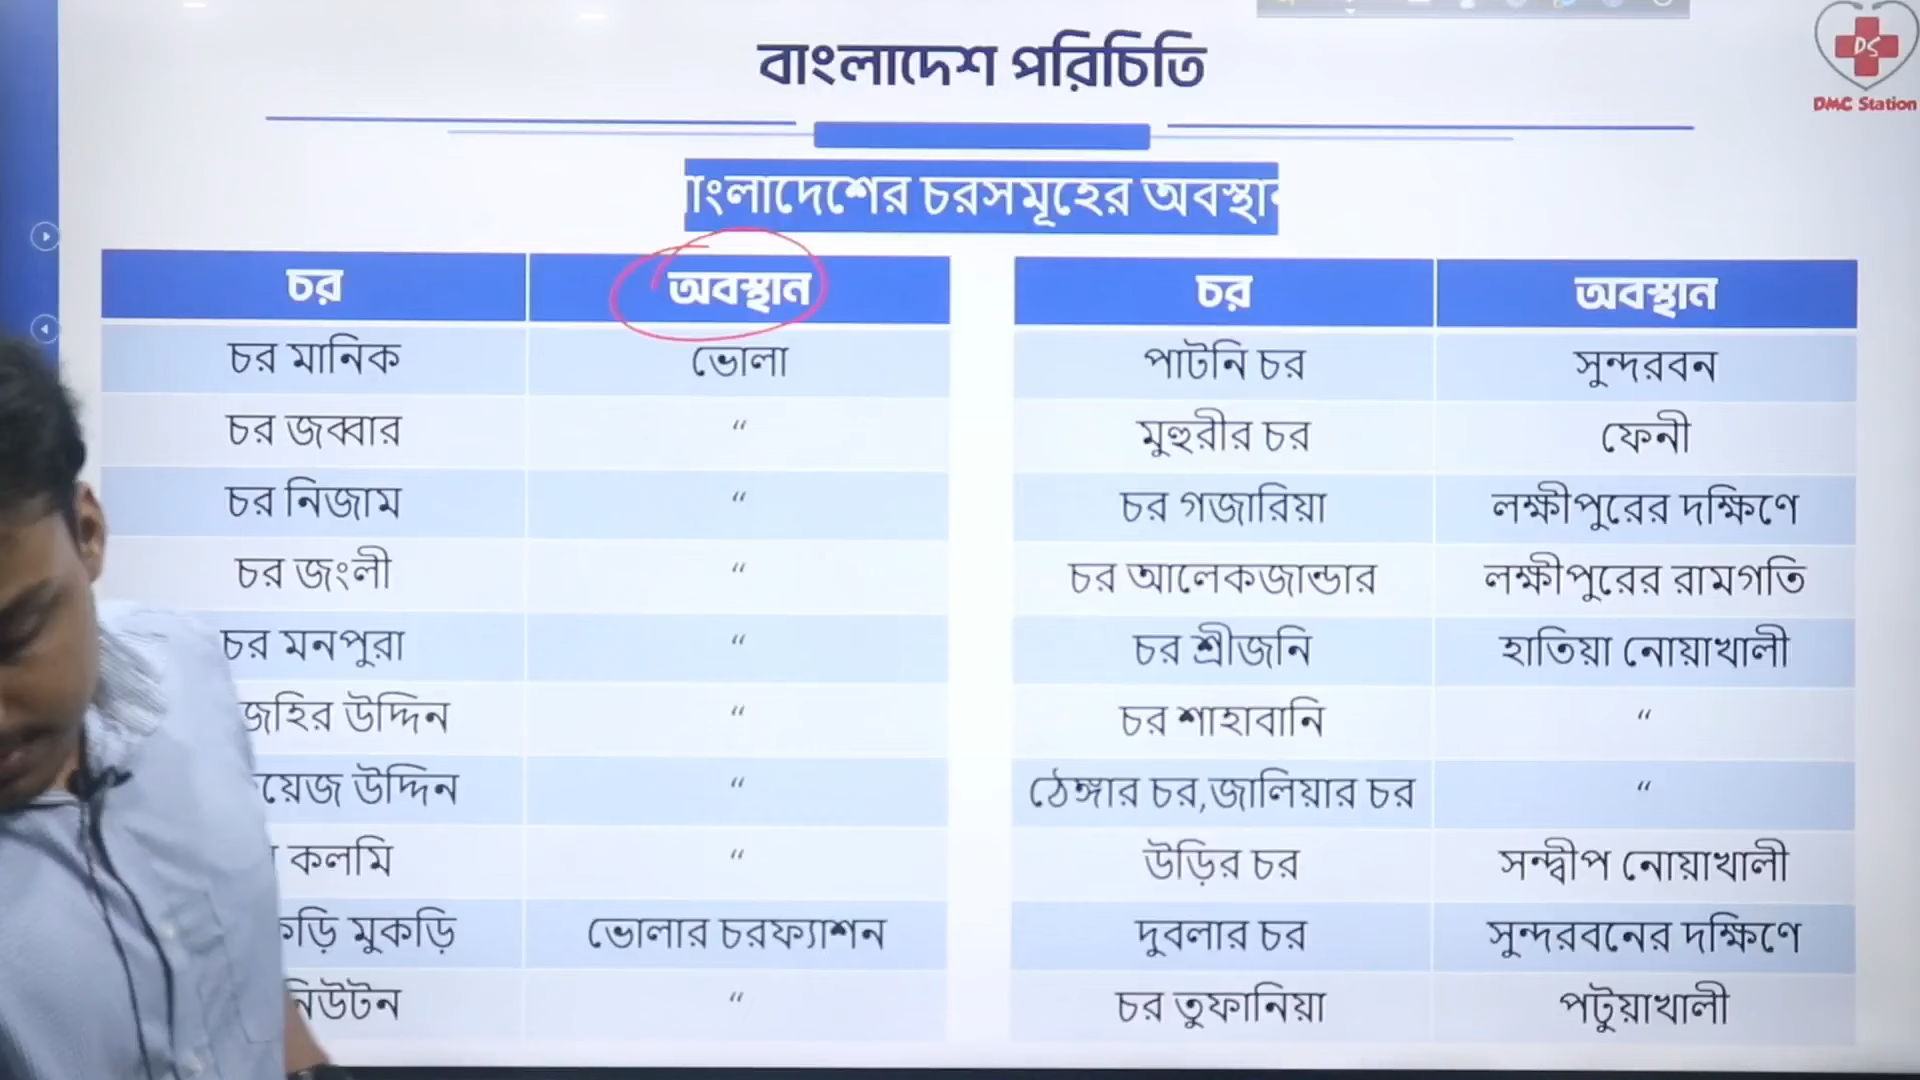 বাংলাদেশ পরিচিতি
DS
DMC Station
বাংলাদেশের চরসমূহের অবস্থান
চর অবস্থান
চর মানিক ভোলা
চর জব্বার “
চর নিজাম “
চর জংলী “
চর মনপুরা “
জহির উদ্দিন “
য়েজ উদ্দিন “
কলমি “
কড়ি মুকড়ি ভোলার চরফ্যাশন
নিউটন “
চর অবস্থান
পাটনি চর সুন্দরবন
মুহুরীর চর ফেনী
চর গজারিয়া লক্ষীপুরের দক্ষিণে
চর আলেকজান্ডার লক্ষীপুরের রামগতি
চর শ্রীজনি হাতিয়া নোয়াখালী
চর শাহাবানি “
ঠেঙ্গার চর,জালিয়ার চর “
উড়ির চর সন্দ্বীপ নোয়াখালী
দুবলার চর সুন্দরবনের দক্ষিণে
চর তুফানিয়া পটুয়াখালী